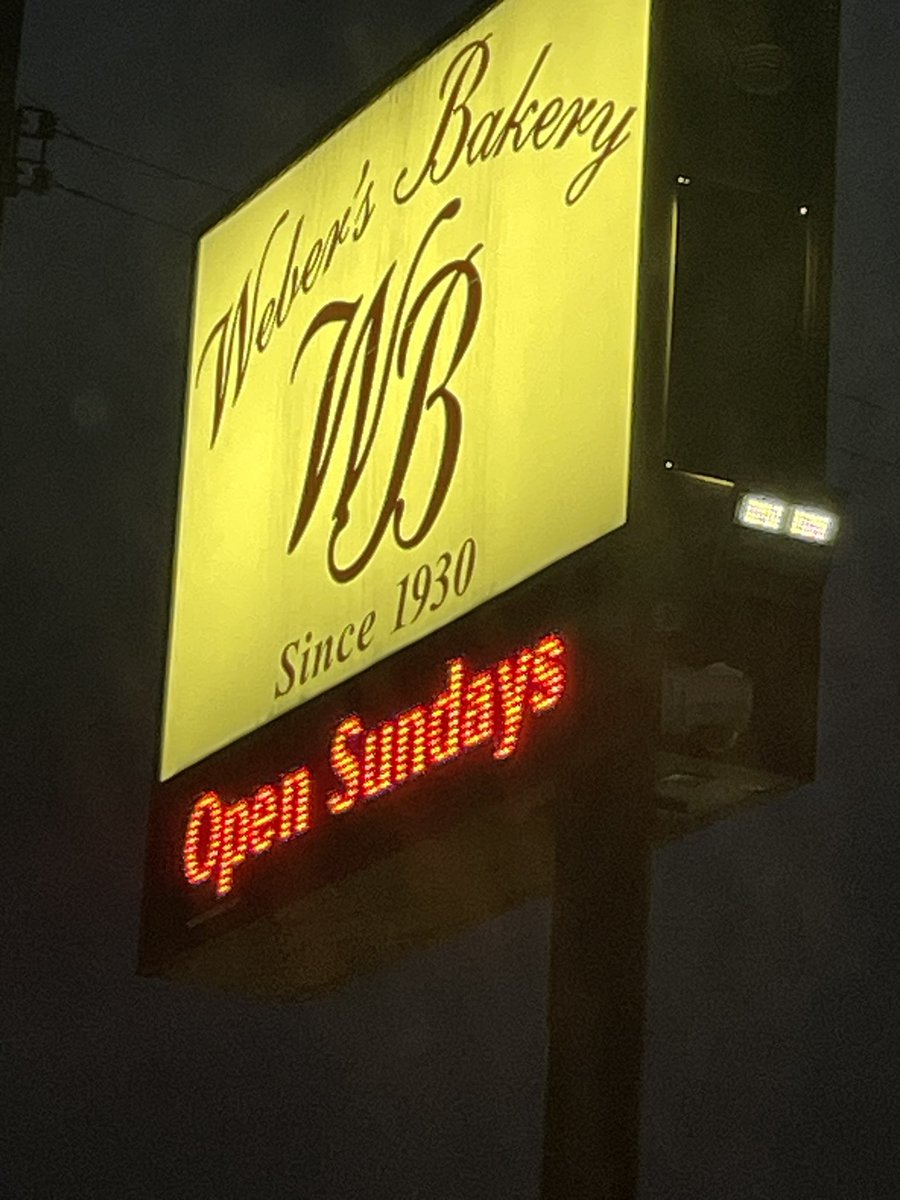 Weber's Bakery
WB
Since 1930
Open Sundays